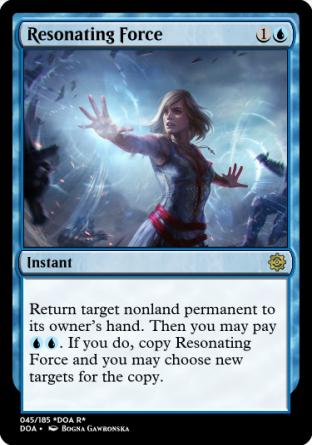 Resonating Force 1
Instant
Return target nonland permanent to
its owner's hand. Then you may pay
. If you do, copy Resonating
Force and you may choose new
targets for the copy.
045/185 *DOA R*
DOA • Bogna Gawronska